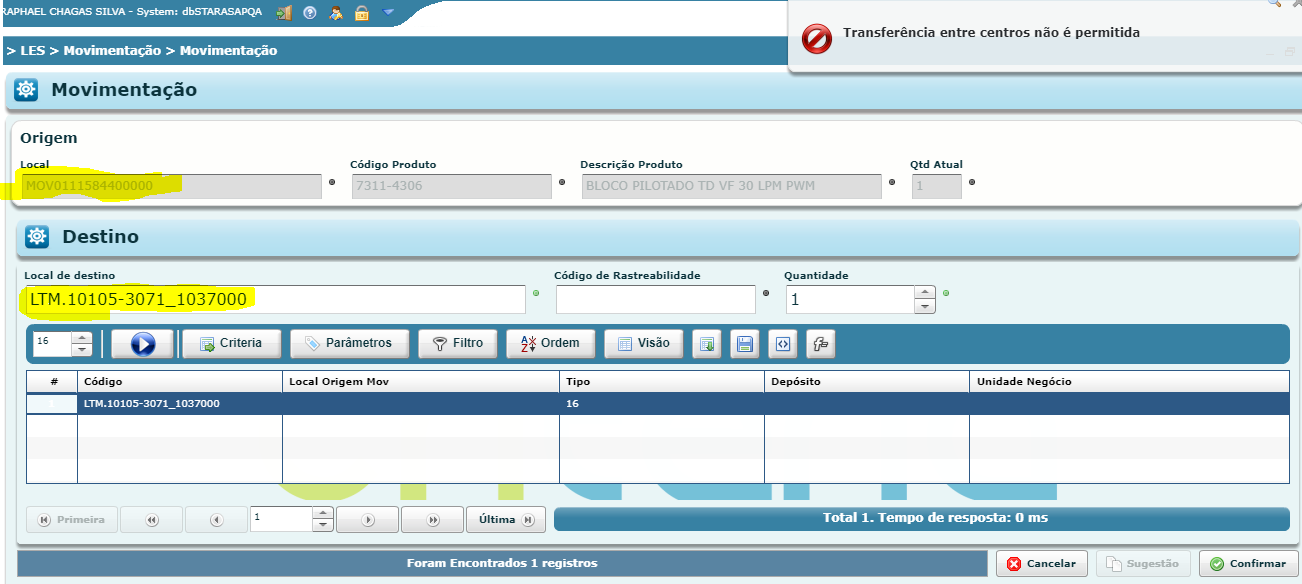 RAPHAEL CHAGAS SILVA - System: dbSTARASAPQA
Transferência entre centros não é permitida
> LES > Movimentação > Movimentação
Movimentação
Origem
Local Código Produto Descrição Produto Qtd Atual
MOV0111584400000 7311-4306 BLOCO PILOTADO TD VF 30 LPM PWM 1
Destino
Local de destino Código de Rastreabilidade Quantidade
LTM.10105-3071_1037000 1
16 Criteria Parâmetros Filtro Ordem Visão
# Código Local Origem Mov Tipo Depósito Unidade Negócio
LTM.10105-3071_1037000 16
Primeira 1 Última Total 1. Tempo de resposta: 0 ms
Foram Encontrados 1 registros Cancelar Sugestão Confirmar